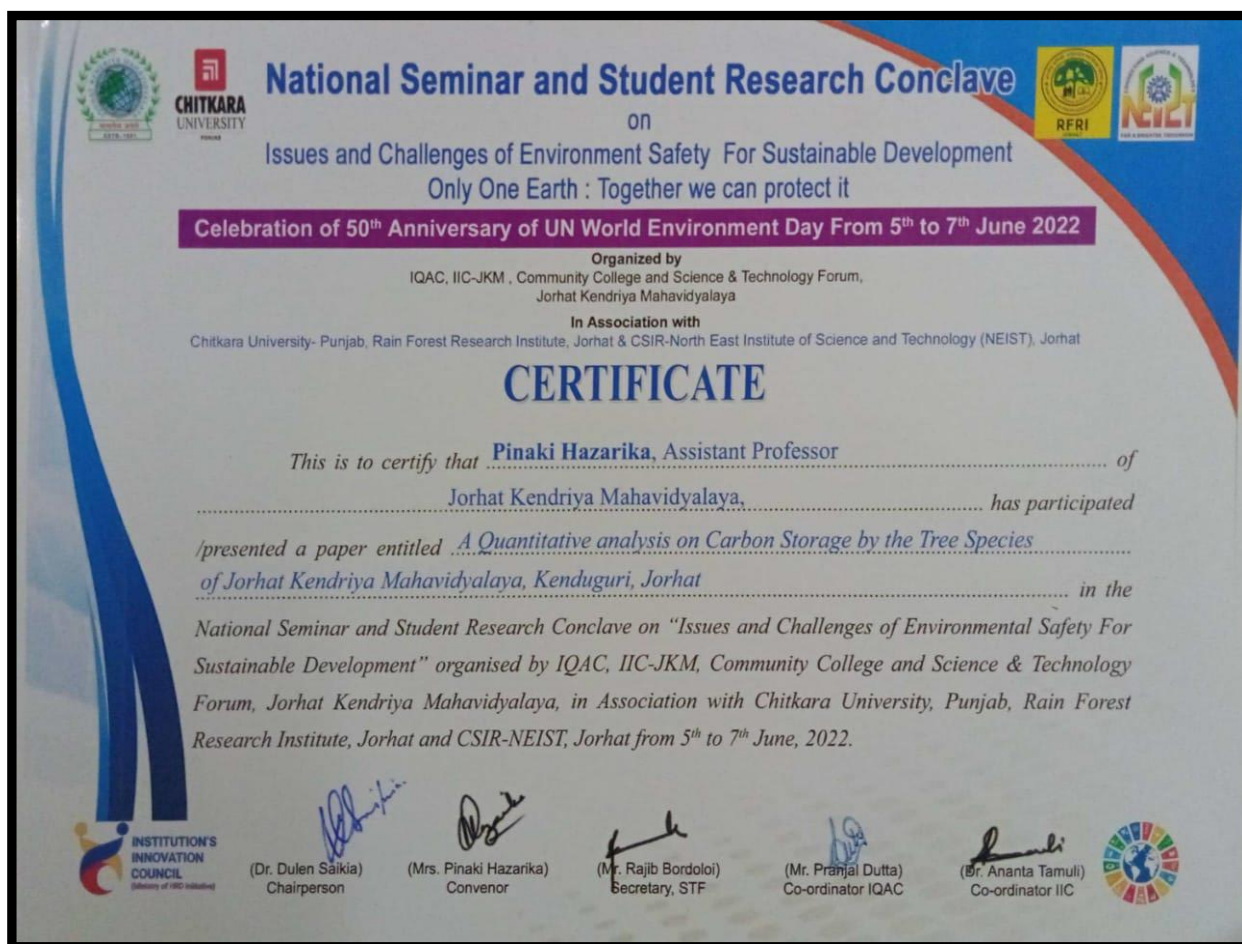 CHITKARA
UNIVERSITY
PUNJAB
National Seminar and Student Research Conclave
on
Issues and Challenges of Environment Safety For Sustainable Development
Only One Earth : Together we can protect it
RFRI
Celebration of 50th Anniversary of UN World Environment Day From 5th to 7th June 2022
Organized by
IQAC, IIC-JKM , Community College and Science & Technology Forum,
Jorhat Kendriya Mahavidyalaya
In Association with
Chitkara University- Punjab, Rain Forest Research Institute, Jorhat & CSIR-North East Institute of Science and Technology (NEIST), Jorhat
CERTIFICATE
This is to certify that Pinaki Hazarika, Assistant Professor of
Jorhat Kendriya Mahavidyalaya, has participated
/presented a paper entitled A Quantitative analysis on Carbon Storage by the Tree Species
of Jorhat Kendriya Mahavidyalaya, Kenduguri, Jorhat in the
National Seminar and Student Research Conclave on “Issues and Challenges of Environmental Safety For
Sustainable Development” organised by IQAC, IIC-JKM, Community College and Science & Technology
Forum, Jorhat Kendriya Mahavidyalaya, in Association with Chitkara University, Punjab, Rain Forest
Research Institute, Jorhat and CSIR-NEIST, Jorhat from 5th to 7th June, 2022.
INSTITUTION'S
INNOVATION
COUNCIL
(Ministry of HRD Initiative)
(Dr. Dulen Saikia)
Chairperson
(Mrs. Pinaki Hazarika)
Convenor
(Mr. Rajib Bordoloi)
Secretary, STF
(Mr. Pranjal Dutta)
Co-ordinator IQAC
(Dr. Ananta Tamuli)
Co-ordinator IIC